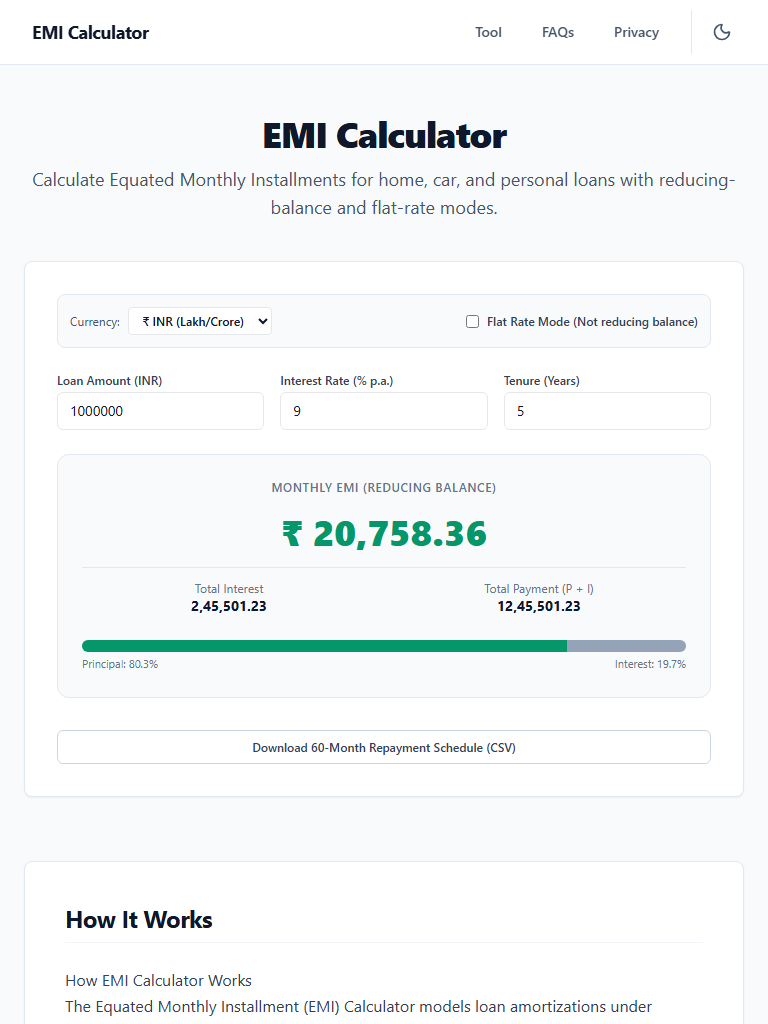 EMI Calculator
Tool
FAQs
Privacy
EMI Calculator
Calculate Equated Monthly Installments for home, car, and personal loans with reducing-
balance and flat-rate modes.
Currency:
₹ INR (Lakh/Crore)
Flat Rate Mode (Not reducing balance)
Loan Amount (INR)
Interest Rate (% p.a.)
Tenure (Years)
1000000
9
5
MONTHLY EMI (REDUCING BALANCE)
₹ 20,758.36
Total Interest
Total Payment (P + I)
2,45,501.23
12,45,501.23
Principal: 80.3%
Interest: 19.7%
Download 60-Month Repayment Schedule (CSV)
How It Works
How EMI Calculator Works
The Equated Monthly Installment (EMI) Calculator models loan amortizations under